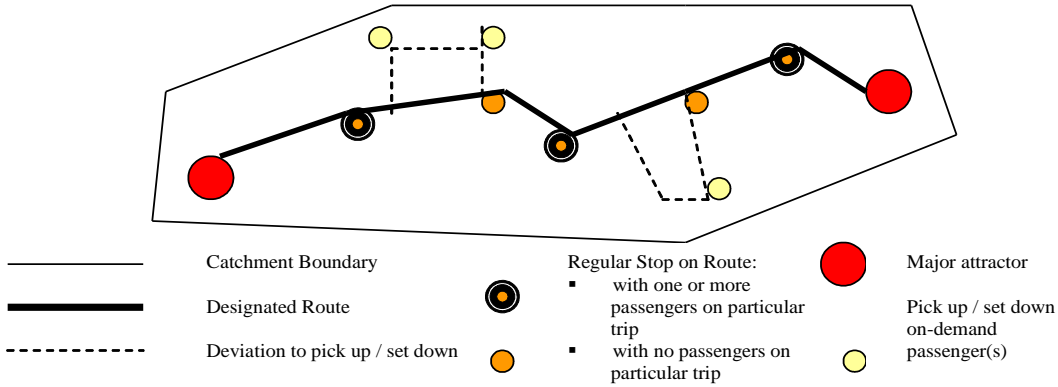 Catchment Boundary
Designated Route
Deviation to pick up / set down
Regular Stop on Route:
▪ with one or more
passengers on particular
trip
▪ with no passengers on
particular trip
Major attractor
Pick up / set down
on-demand
passenger(s)